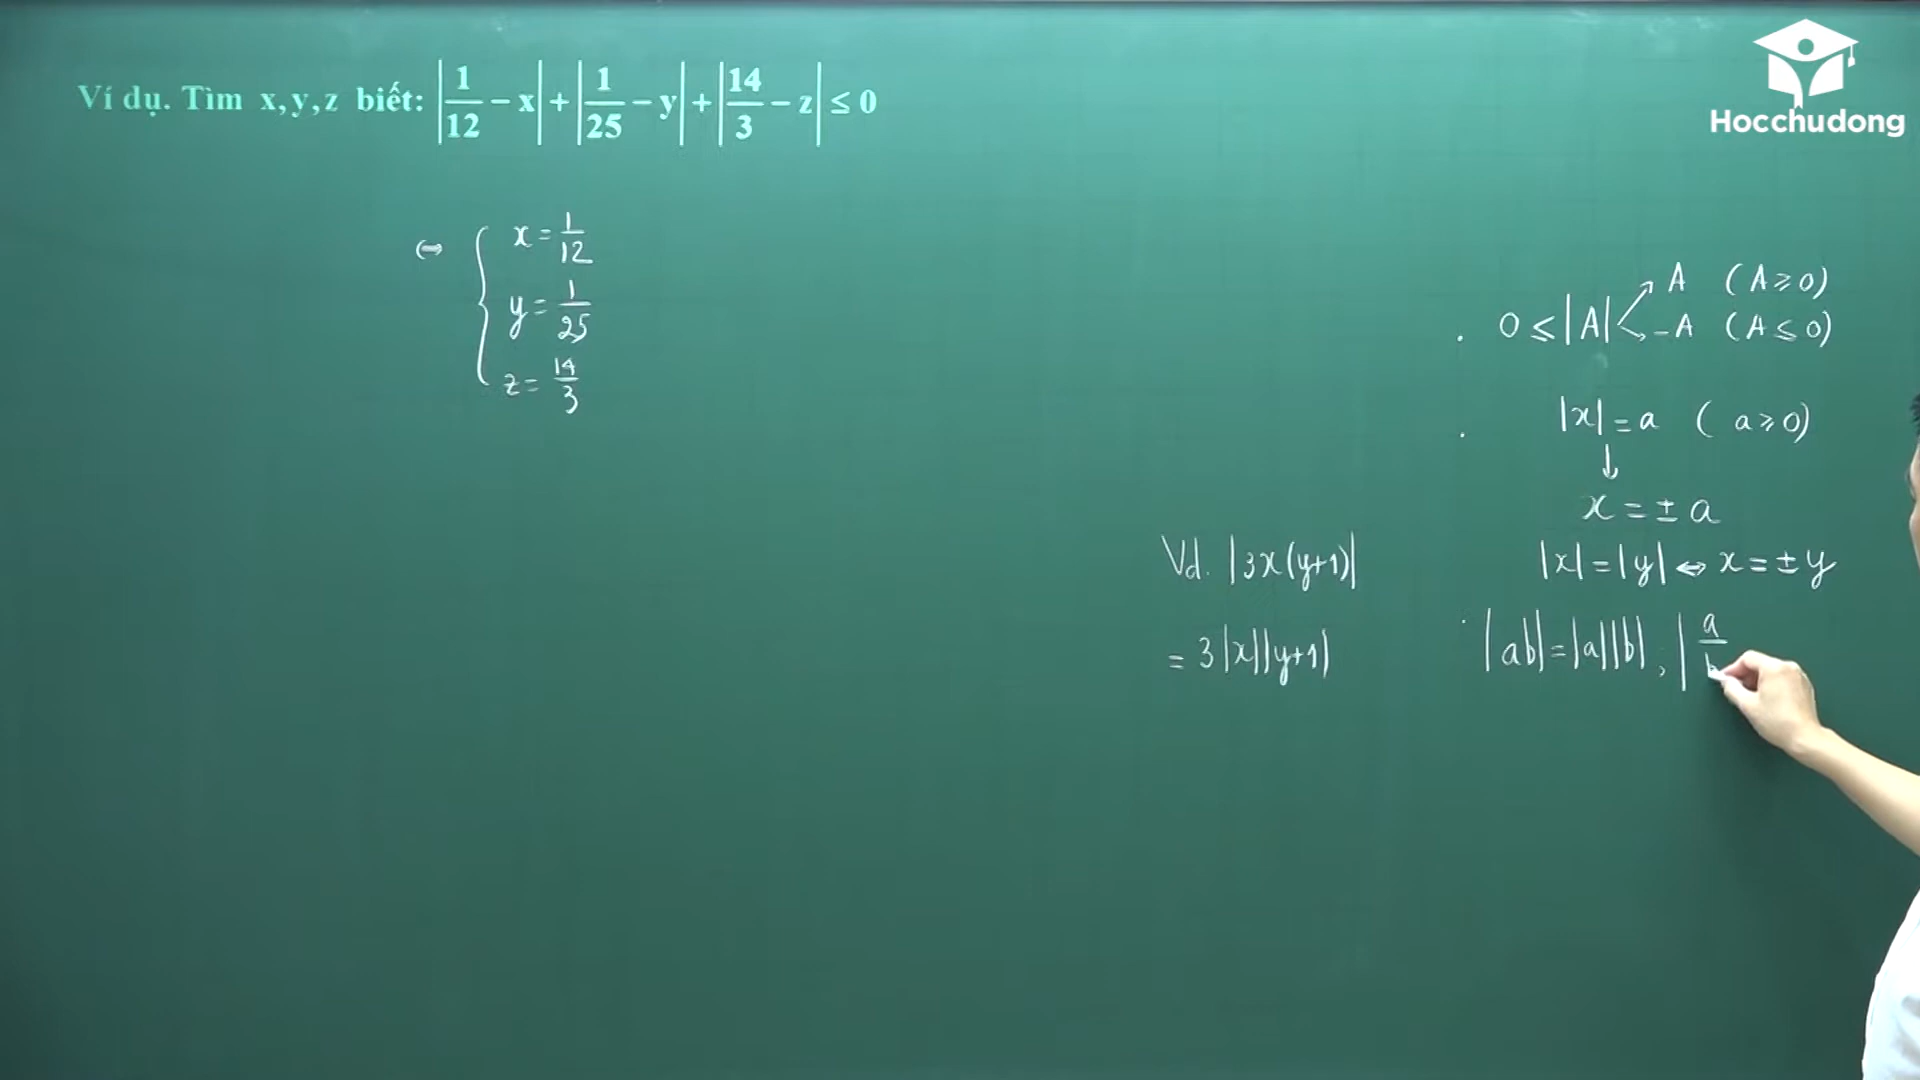 Ví dụ. Tìm x,y,z biết: |1/12 − x| + |1/25 − y| + |14/3 − z| ≤ 0
Hocchudong
⇔ { x = 1/12
y = 1/25
z = 14/3
. 0 ≤ |A| ↗ A (A ≥ 0)
↘ −A (A ≤ 0)
. |x| = a (a ≥ 0)
↓
x = ± a
|x| = |y| ⇔ x = ± y
Vd. |3x(y+1)|
= 3|x||y+1|
. |ab| = |a||b| ; |a/b